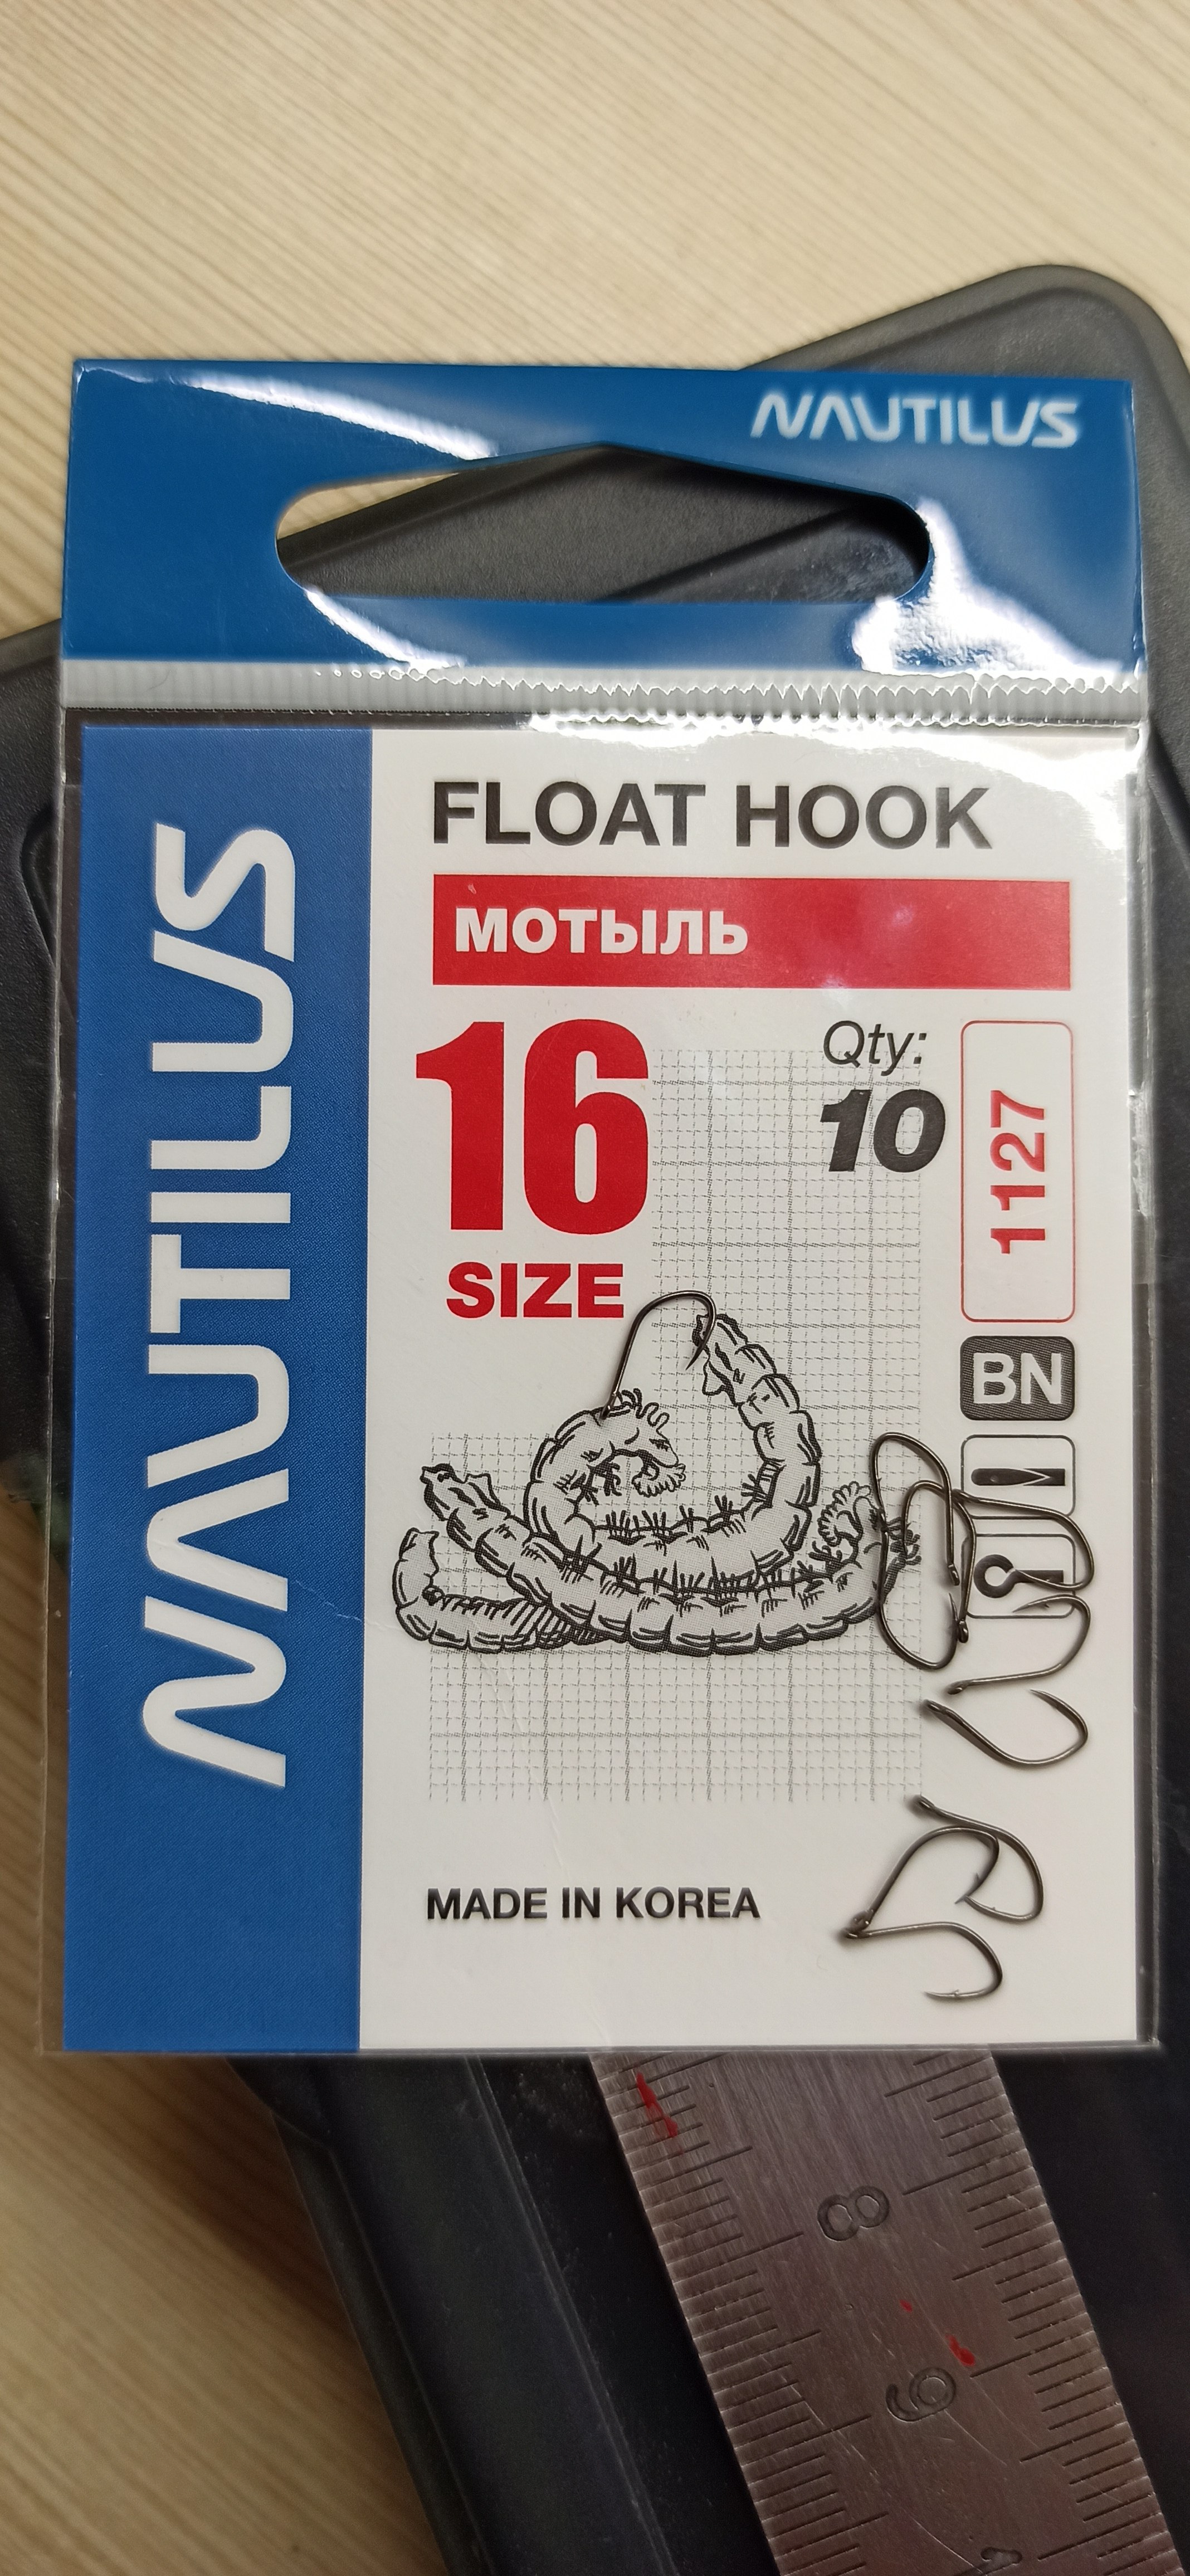 NAUTILUS
NAUTILUS
FLOAT HOOK
МОТЫЛЬ
16
SIZE
Qty:
10
1127
BN
MADE IN KOREA
8
9